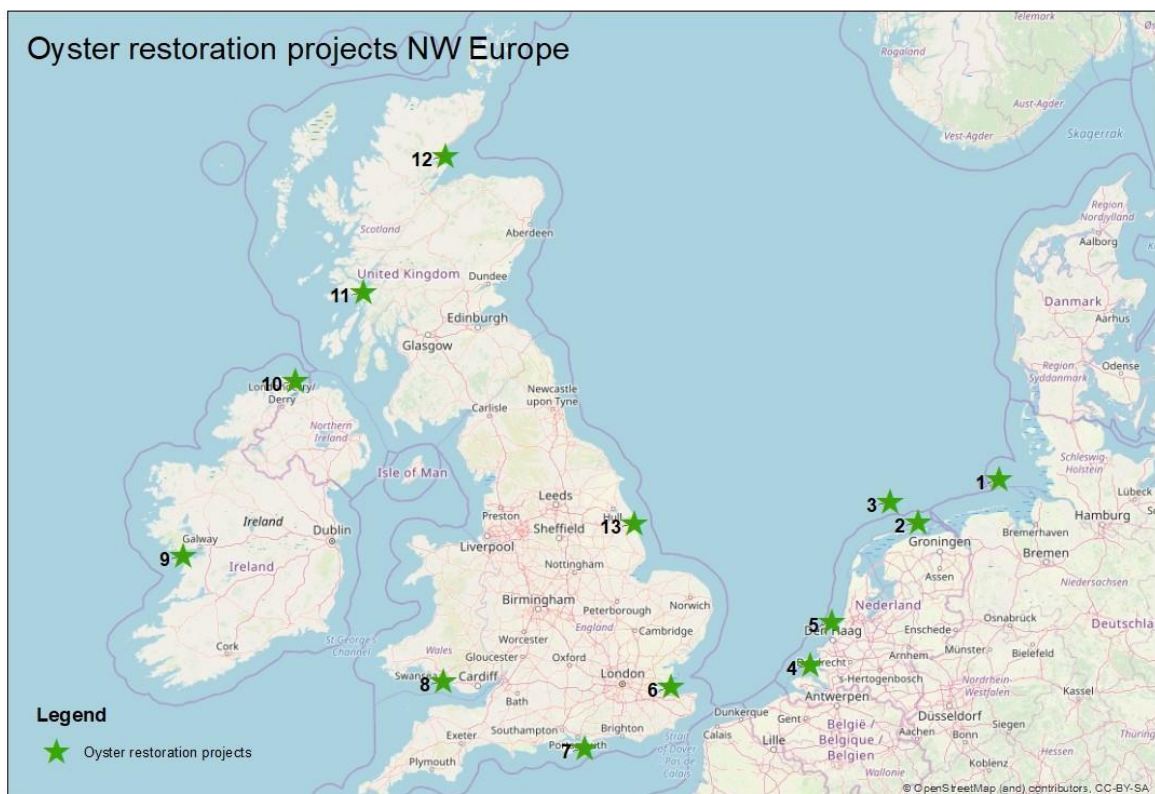 Oyster restoration projects NW Europe
Telemark
Rogaland
Aust-Agder
Vest-Agder
Skagerrak
12
Region
Nordjylland
Aalborg
Scotland
Aberdeen
United Kingdom
Dundee
11
Edinburgh
Glasgow
Danmark
Aarhus
Region
Syddanmark
Odense
10
Derry
Northern
Ireland
Newcastle
upon Tyne
Carlisle
Isle of Man
Schleswig-
Holstein
1
Lübeck
Leeds
Preston
Hull
3
2
Hamburg
Ireland
Dublin
13
Sheffield
Liverpool
Groningen
Bremerhaven
Bremen
Galway
9
Ireland
Nottingham
Assen
Niedersachsen
Birmingham
Peterborough
Norwich
Nederland
Cork
St George's
Channel
Worcester
England
Cambridge
5
Den Haag
Enschede
Osnabrück
Hannover
Deutschla
Wales
Gloucester
Oxford
Arnhem
Münster
Bielefeld
4
's-Hertogenbosch
8
Cardiff
London
6
Antwerpen
Nordrhein
Westfalen
Kassel
Legend
Bath
Dunkerque
Gent
Düsseldorf
Southampton
Brighton
Strait
of Dover
Pas de
Calais
Calais
België /
Belgique /
Belgien
Aachen
Bonn
Siegen
Thüring
Oyster restoration projects
Exeter
7
Lille
Hessen
Plymouth
Wallonie
Koblenz
© OpenStreetMap (and) contributors, CC-BY-SA